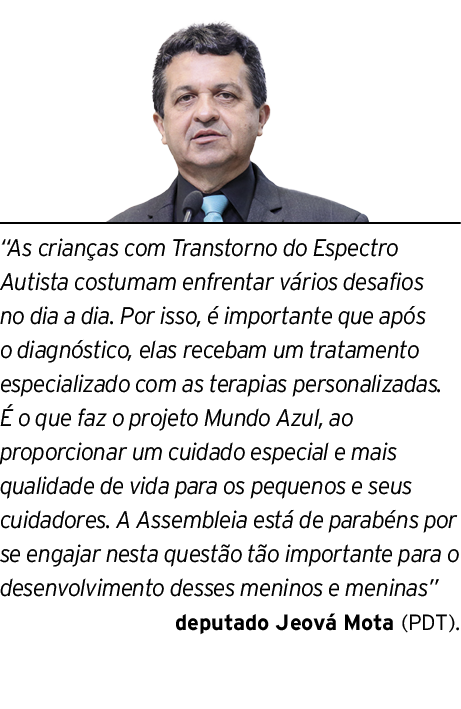 “As crianças com Transtorno do Espectro
Autista costumam enfrentar vários desafios
no dia a dia. Por isso, é importante que após
o diagnóstico, elas recebam um tratamento
especializado com as terapias personalizadas.
É o que faz o projeto Mundo Azul, ao
proporcionar um cuidado especial e mais
qualidade de vida para os pequenos e seus
cuidadores. A Assembleia está de parabéns por
se engajar nesta questão tão importante para o
desenvolvimento desses meninos e meninas”
deputado Jeová Mota (PDT).